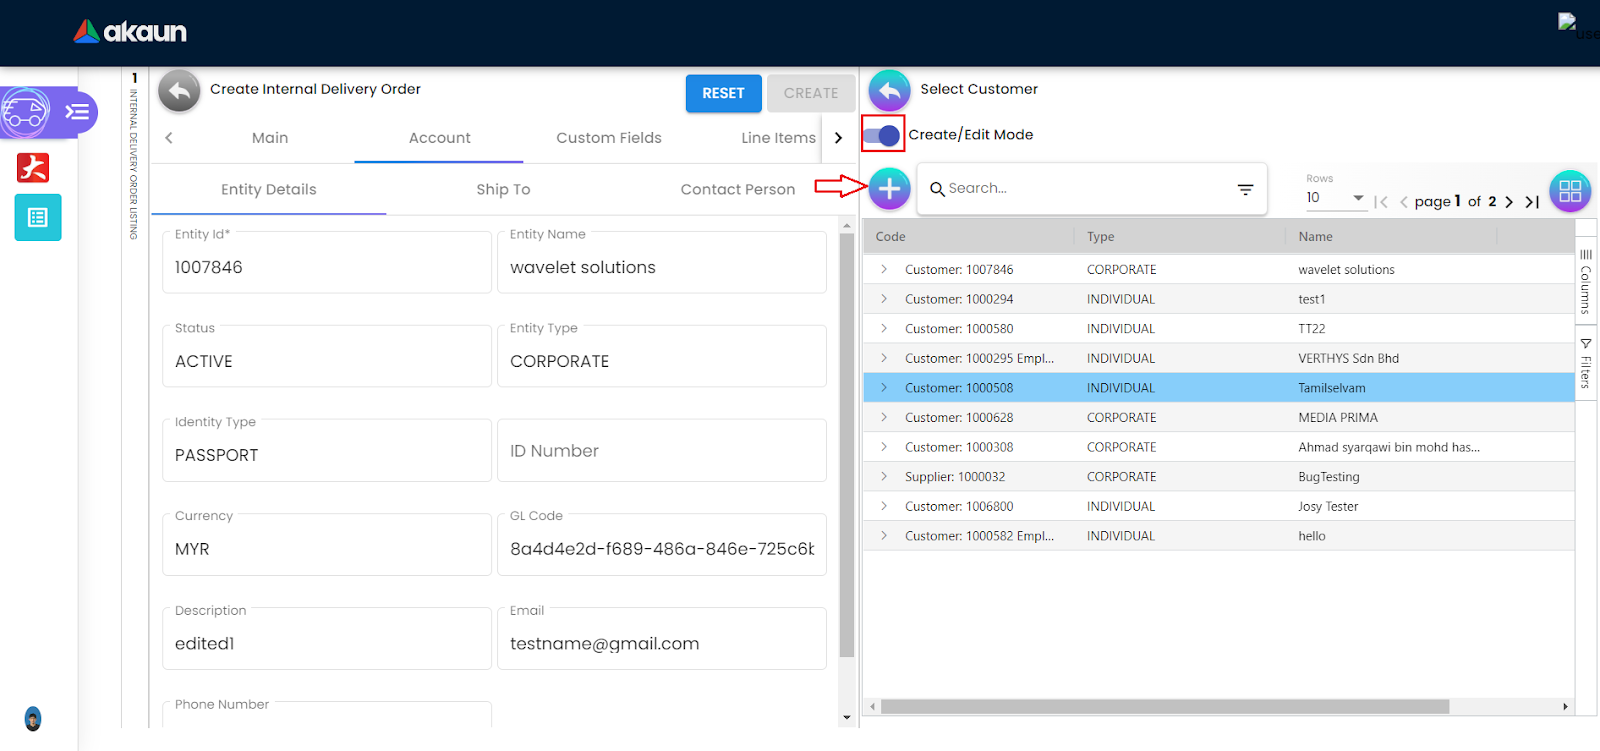 akaun
use
1 INTERNAL DELIVERY ORDER LISTING
Create Internal Delivery Order
RESET
CREATE
Main
Account
Custom Fields
Line Items
Entity Details
Ship To
Contact Person
Entity Id*
1007846
Entity Name
wavelet solutions
Status
ACTIVE
Entity Type
CORPORATE
Identity Type
PASSPORT
ID Number
Currency
MYR
GL Code
8a4d4e2d-f689-486a-846e-725c6b
Description
edited1
Email
testname@gmail.com
Phone Number
Select Customer
Create/Edit Mode
Search...
Rows
10
page 1 of 2
Code Type Name
Customer: 1007846 CORPORATE wavelet solutions
Customer: 1000294 INDIVIDUAL test1
Customer: 1000580 INDIVIDUAL TT22
Customer: 1000295 Empl... INDIVIDUAL VERTHYS Sdn Bhd
Customer: 1000508 INDIVIDUAL Tamilselvam
Customer: 1000628 CORPORATE MEDIA PRIMA
Customer: 1000308 CORPORATE Ahmad syarqawi bin mohd has...
Supplier: 1000032 CORPORATE BugTesting
Customer: 1006800 INDIVIDUAL Josy Tester
Customer: 1000582 Empl... INDIVIDUAL hello
Columns
Filters